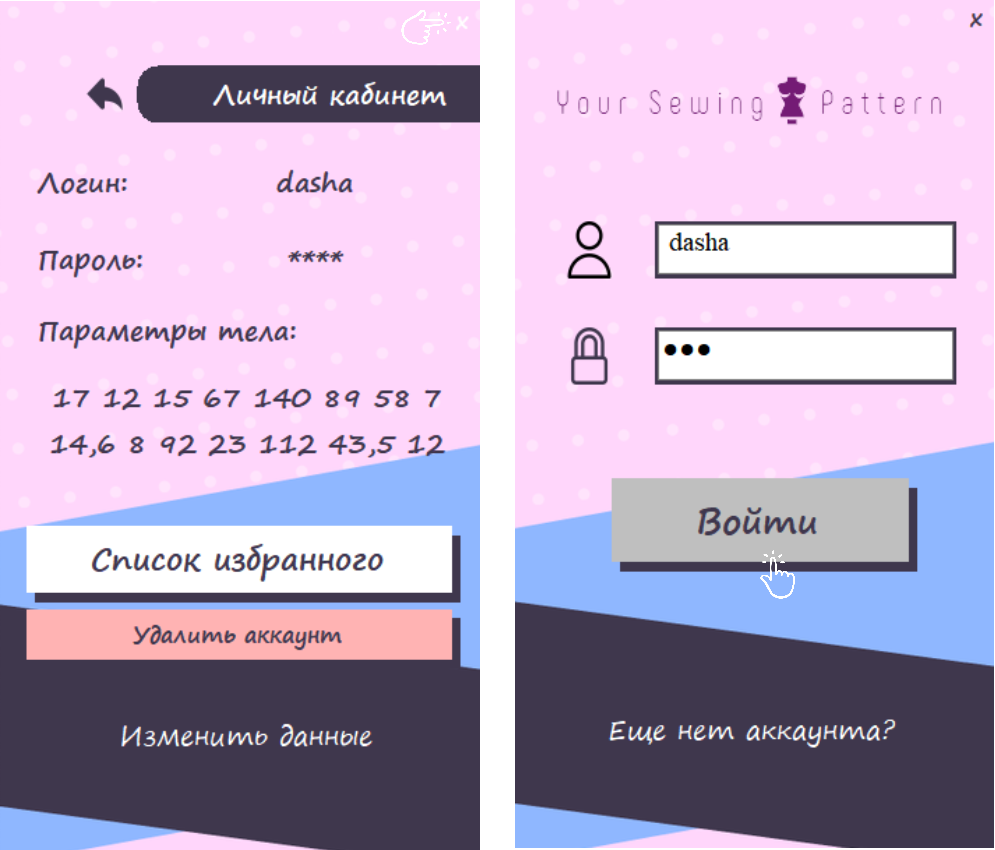 x
Личный кабинет
Логин: dasha
Пароль: ****
Параметры тела:
17 12 15 67 140 89 58 7
14,6 8 92 23 112 43,5 12
Список избранного
Удалить аккаунт
Изменить данные
x
Your Sewing Pattern
dasha
•••
Войти
Еще нет аккаунта?